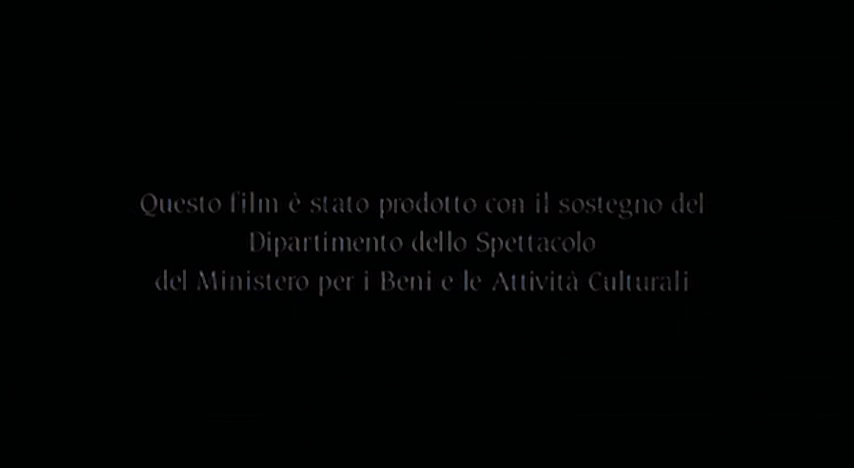 Questo film è stato prodotto con il sostegno del
Dipartimento dello Spettacolo
del Ministero per i Beni e le Attività Culturali